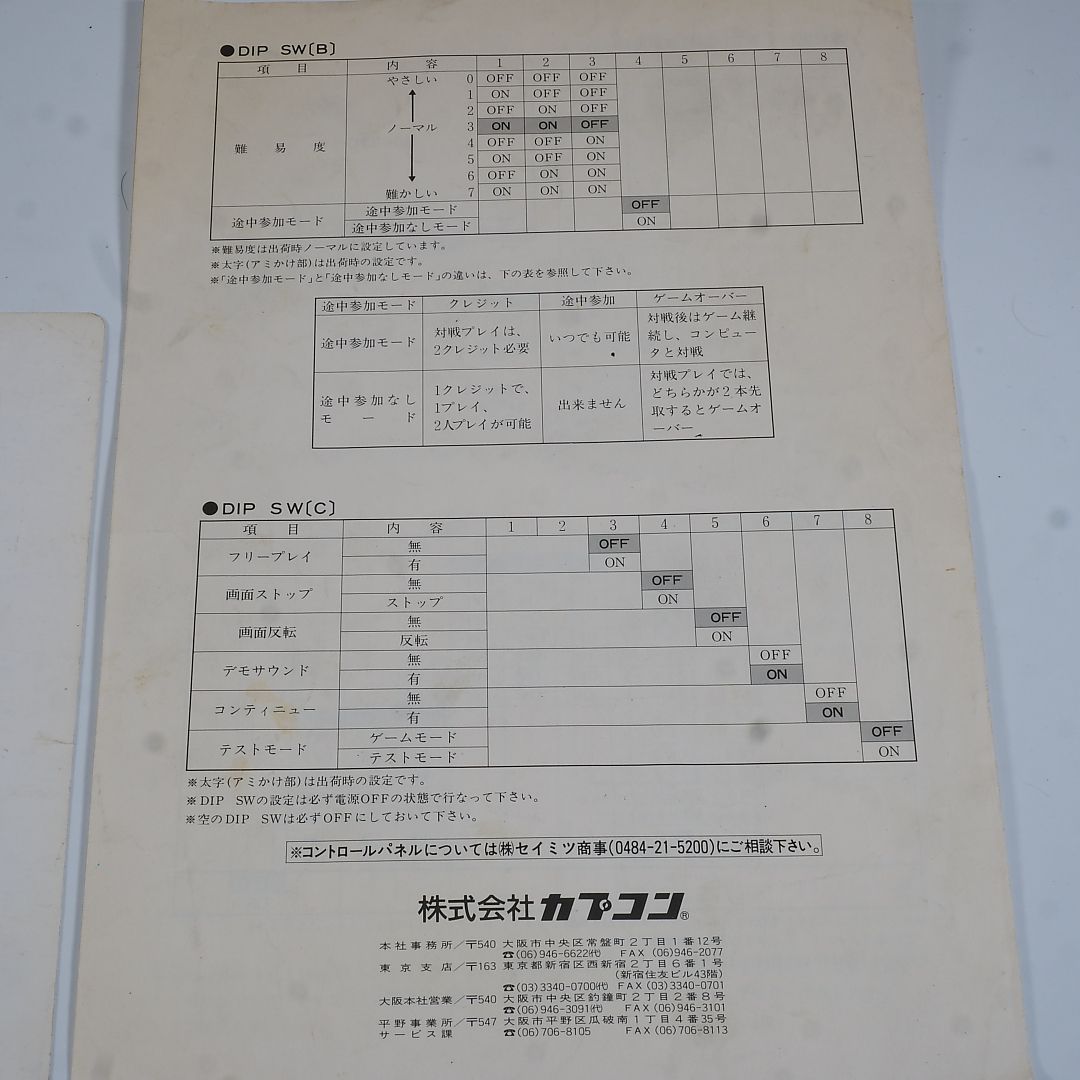 ●DIP SW〔B〕
項 目 内 容 1 2 3 4 5 6 7 8
難 易 度 やさしい 0 OFF OFF OFF
1 ON OFF OFF
2 OFF ON OFF
ノーマル 3 ON ON OFF
4 OFF OFF ON
5 ON OFF ON
6 OFF ON ON
難かしい 7 ON ON ON
途中参加モード 途中参加モード OFF
途中参加なしモード ON
※難易度は出荷時ノーマルに設定しています。
※太字(アミかけ部)は出荷時の設定です。
※「途中参加モード」と「途中参加なしモード」の違いは、下の表を参照して下さい。
途中参加モード クレジット 途中参加 ゲームオーバー
途中参加モード
対戦プレイは、
2クレジット必要
いつでも可能
対戦後はゲーム継
続し、コンピュー
タと対戦
途中参加なし
モード
1クレジットで、
1プレイ、
2人プレイが可能
出来ません
対戦プレイでは、
どちらかが2本先
取するとゲームオ
ーバー
●DIP SW〔C〕
項 目 内 容 1 2 3 4 5 6 7 8
フリープレイ 無 OFF
有 ON
画面ストップ 無 OFF
ストップ ON
画面反転 無 OFF
反転 ON
デモサウンド 無 OFF
有 ON
コンティニュー 無 OFF
有 ON
テストモード ゲームモード OFF
テストモード ON
※太字(アミかけ部)は出荷時の設定です。
※DIP SWの設定は必ず電源OFFの状態で行なって下さい。
※空のDIP SWは必ずOFFにしておいて下さい。
※コントロールパネルについては㈱セイミツ商事(0484-21-5200)にご相談下さい。
株式会社カプコン®
本社事務所/〒540 大阪市中央区常盤町2丁目1番12号
☎(06)946-6622㈹ FAX (06)946-2077
東京支店/〒163 東京都新宿区西新宿2丁目6番1号
(新宿住友ビル43階)
☎(03)3340-0700㈹ FAX (03)3340-0701
大阪本社営業/〒540 大阪市中央区釣鐘町2丁目2番8号
☎(06)946-3091㈹ FAX (06)946-3101
平野事業所/〒547 大阪市平野区瓜破南1丁目4番35号
サービス課 ☎(06)706-8105 FAX (06)706-8113